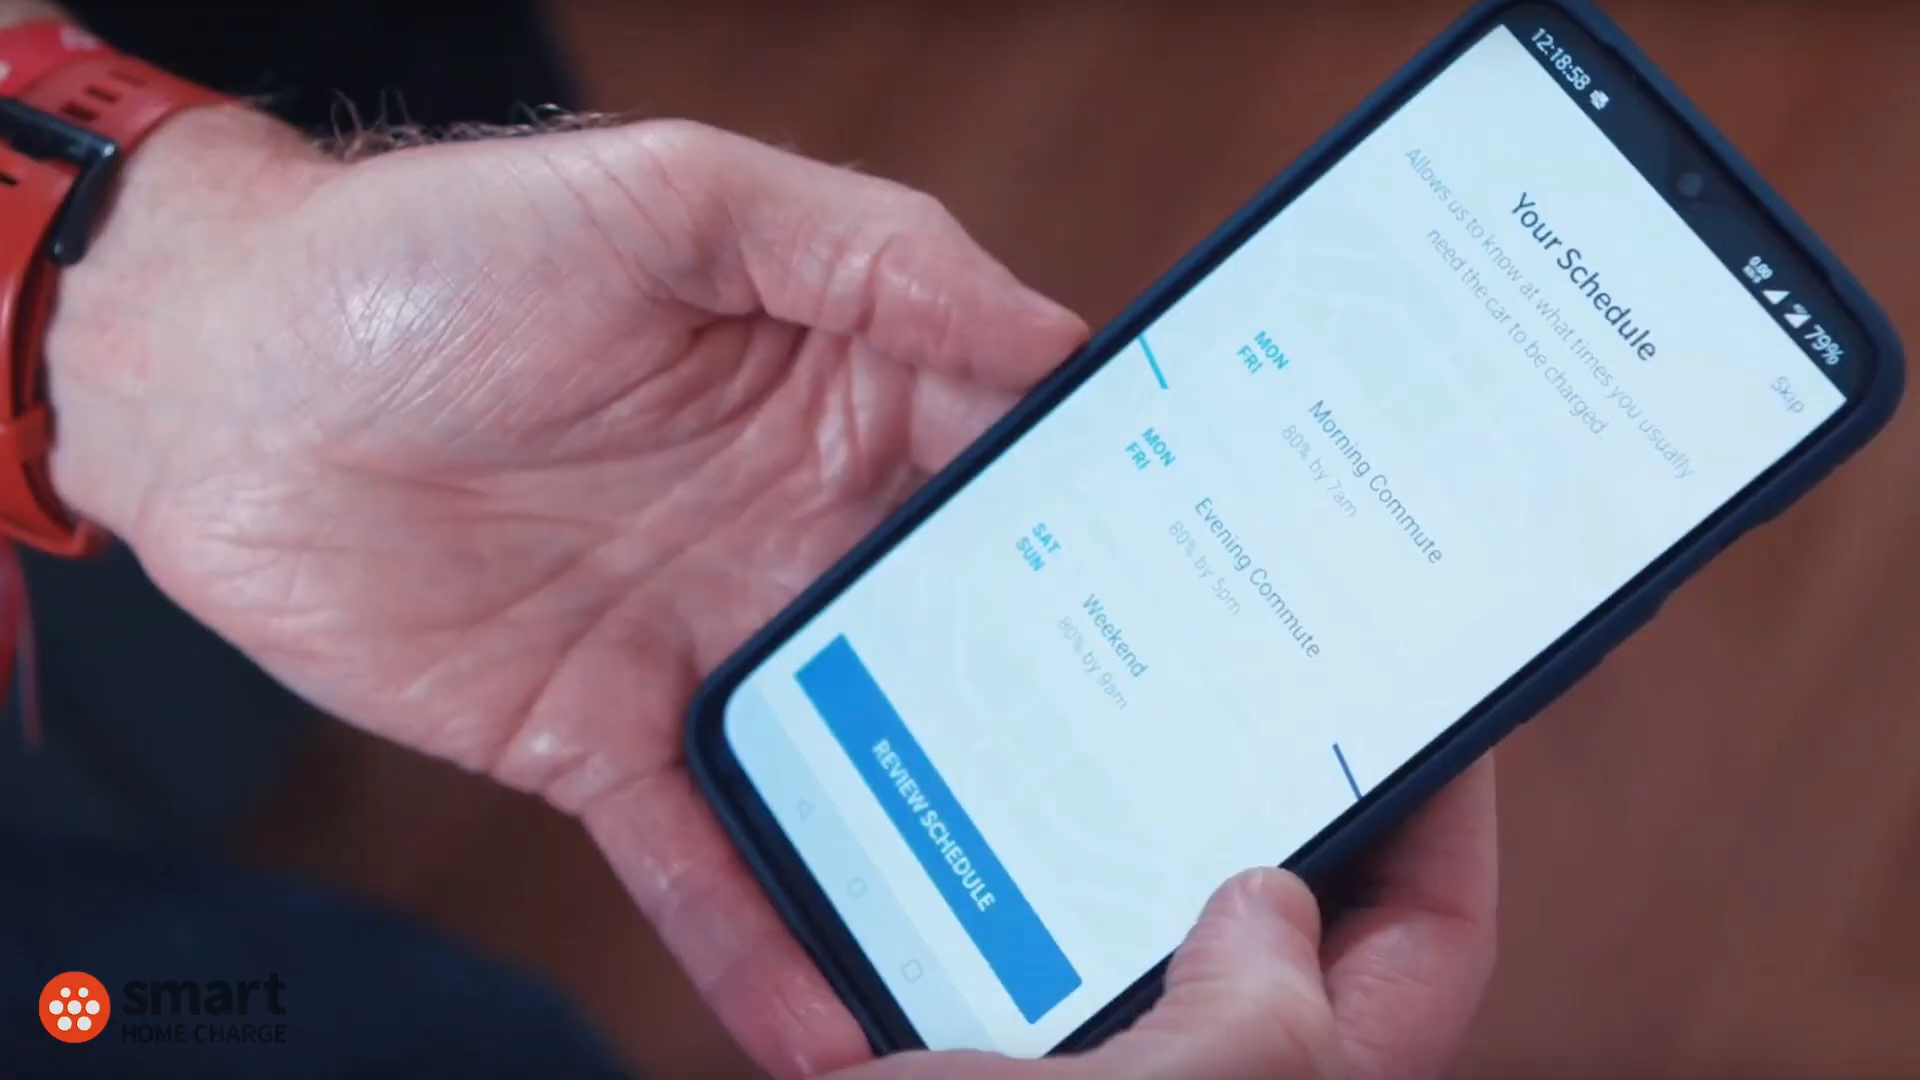 12:18:58
0.00
79%
Skip
Your Schedule
Allows us to know at what times you usually
need the car to be charged.
MON
FRI
Morning Commute
80% by 7am
MON
FRI
Evening Commute
80% by 5pm
SAT
SUN
Weekend
80% by 9am
REVIEW SCHEDULE
smart
HOME CHARGE